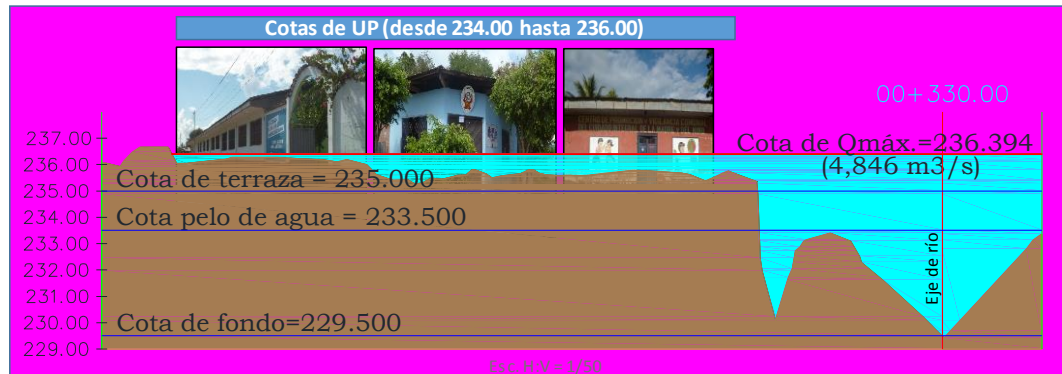 Cotas de UP (desde 234.00 hasta 236.00)
00+330.00
237.00
Cota de Qmáx.=236.394
236.00
(4,846 m3/s)
Cota de terraza = 235.000
235.00
234.00
Cota pelo de agua = 233.500
233.00
232.00
231.00
Eje de río
230.00
Cota de fondo=229.500
229.00